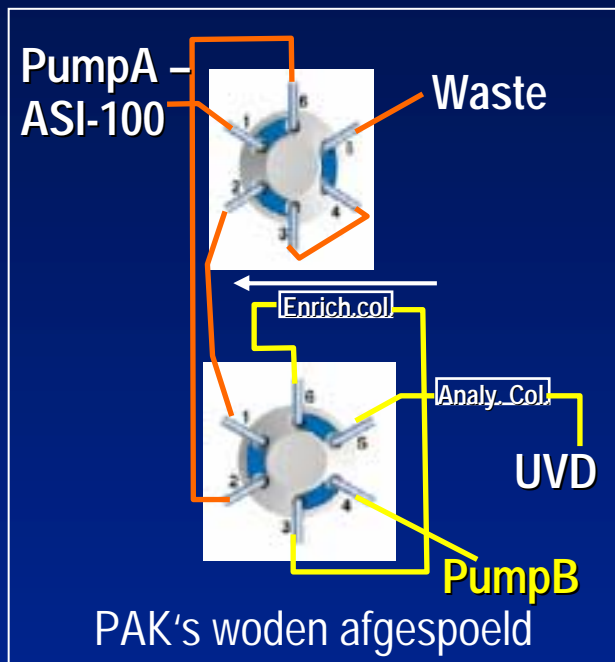 PumpA –
ASI-100
Waste
6
1
5
2
4
3
Enrich.col.
6
Analy. Col.
1
5
UVD
2
4
3
PumpB
PAK‘s woden afgespoeld